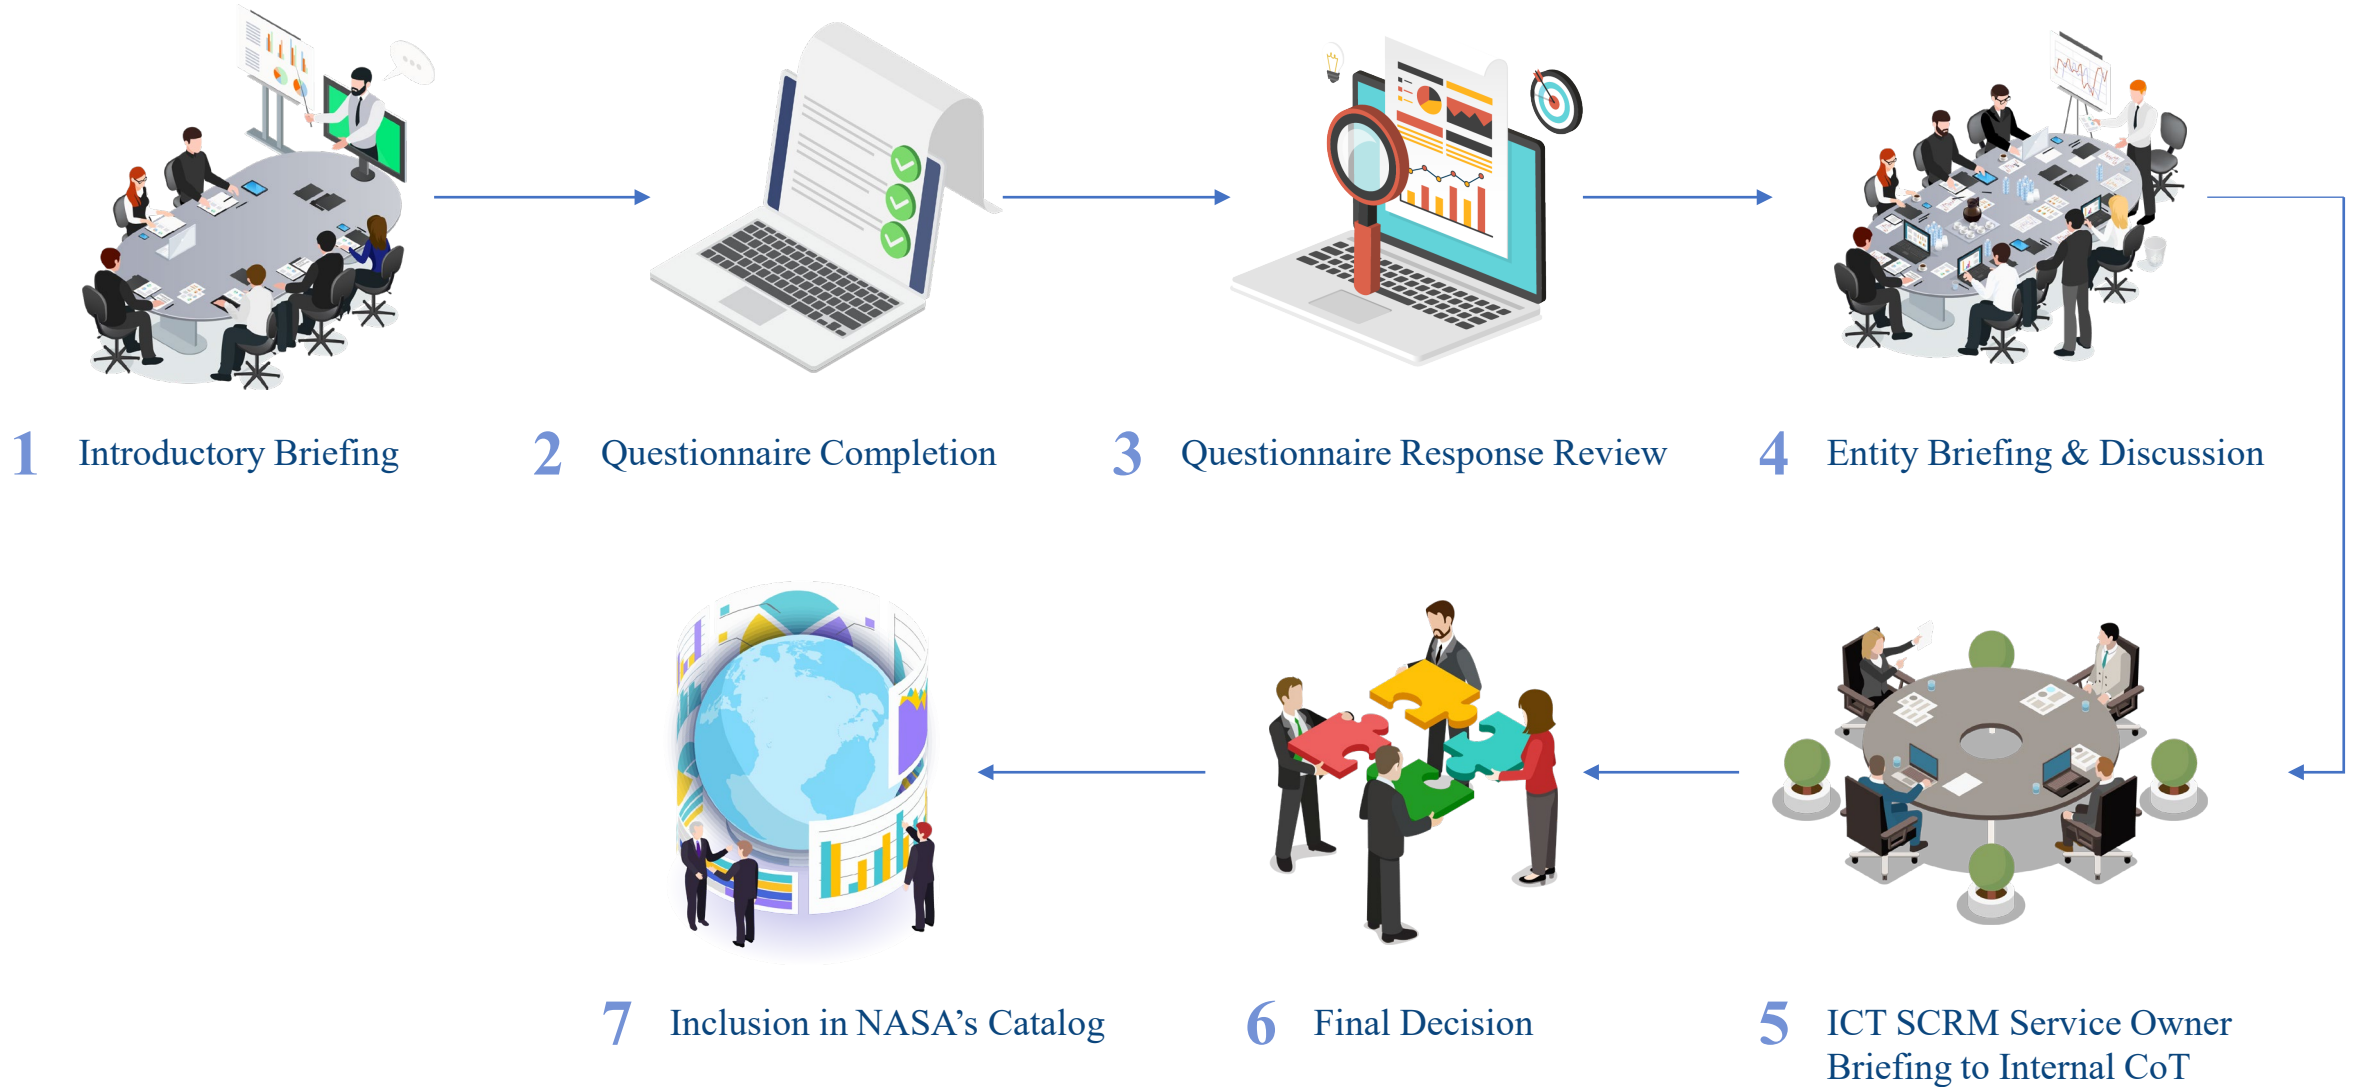 1 Introductory Briefing
2 Questionnaire Completion
3 Questionnaire Response Review
4 Entity Briefing & Discussion
7 Inclusion in NASA’s Catalog
6 Final Decision
5 ICT SCRM Service Owner
Briefing to Internal CoT